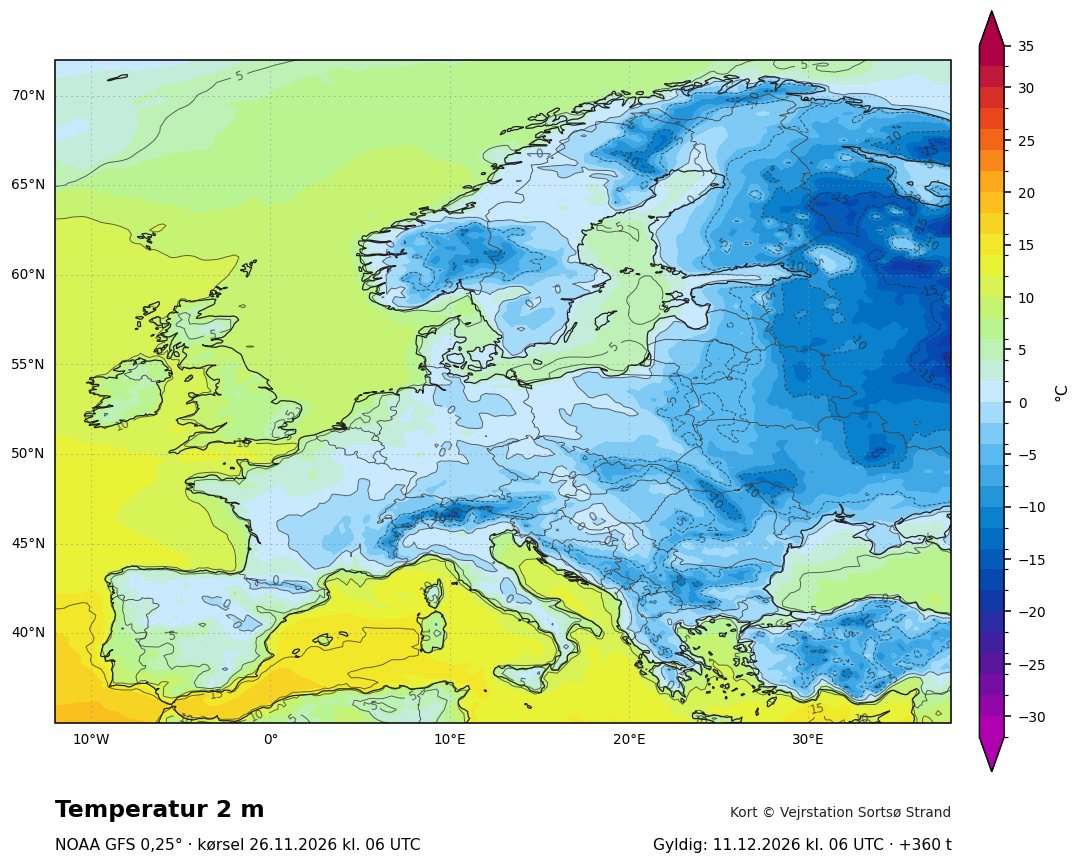 70°N
65°N
60°N
55°N
50°N
45°N
40°N
10°W
0°
10°E
20°E
30°E
35
30
25
20
15
10
5
0
−5
−10
−15
−20
−25
−30
°C
Temperatur 2 m
Kort © Vejrstation Sortsø Strand
NOAA GFS 0,25° · kørsel 26.11.2026 kl. 06 UTC
Gyldig: 11.12.2026 kl. 06 UTC · +360 t